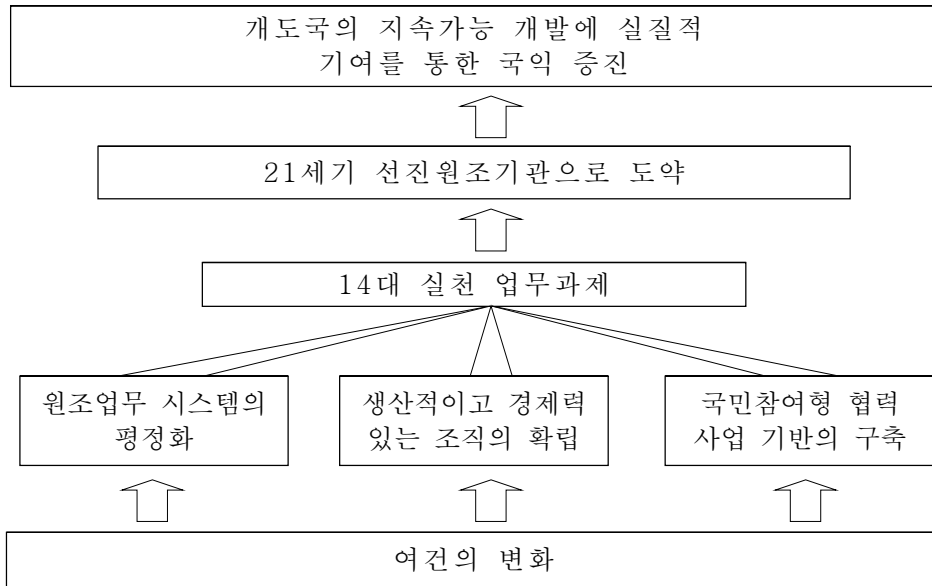 개도국의 지속가능 개발에 실질적
기여를 통한 국익 증진
21세기 선진원조기관으로 도약
14대 실천 업무과제
원조업무 시스템의
평정화
생산적이고 경제력
있는 조직의 확립
국민참여형 협력
사업 기반의 구축
여건의 변화